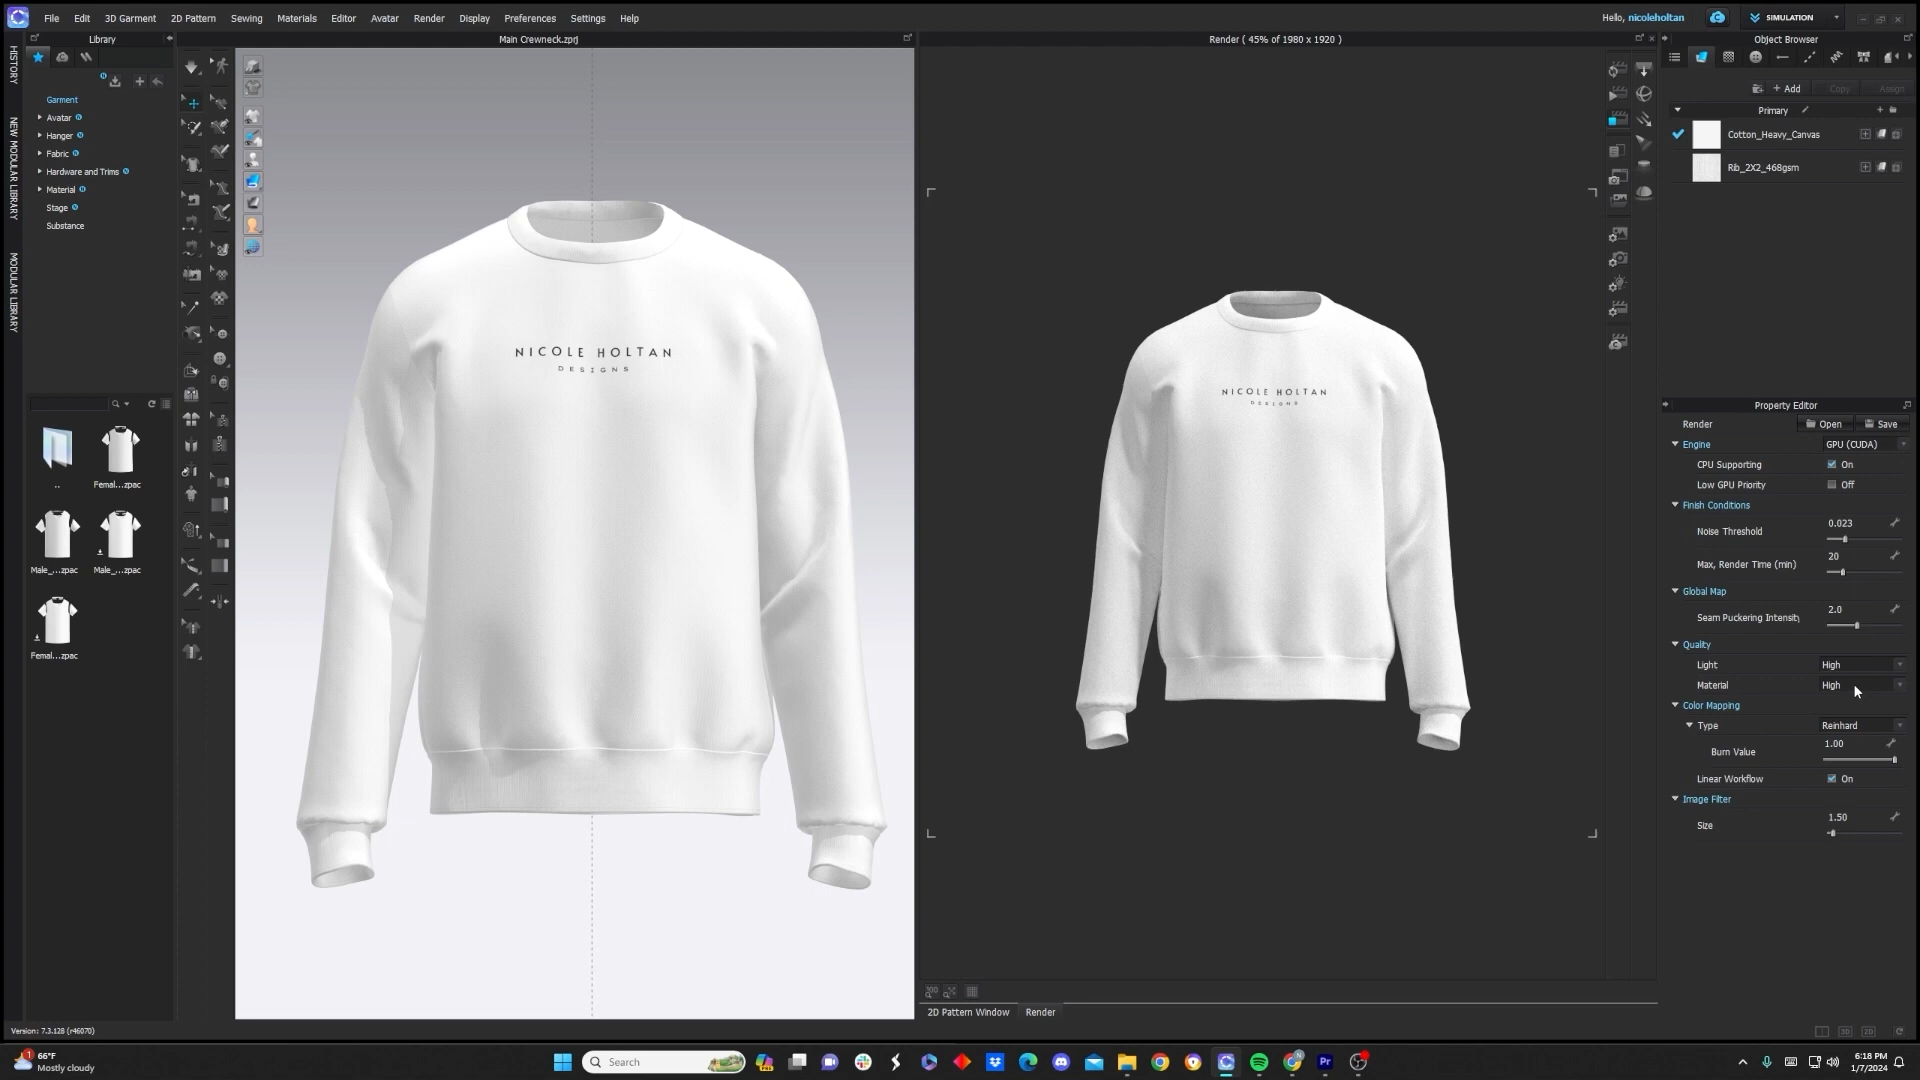 File Edit 3D Garment 2D Pattern Sewing Materials Editor Avatar Render Display Preferences Settings Help
Hello, nicoleholtan
SIMULATION
Library
Main Crewneck.zprj
Render ( 45% of 1980 x 1920 )
Object Browser
HISTORY
NEW MODULAR LIBRARY
MODULAR LIBRARY
Garment
Avatar
Hanger
Fabric
Hardware and Trims
Material
Stage
Substance
..
Femal...zpac
Male_...zpac
Male_...zpac
Femal...zpac
NICOLE HOLTAN
DESIGNS
NICOLE HOLTAN
DESIGNS
+ Add Copy Assign
Primary
Cotton_Heavy_Canvas
Rib_2X2_468gsm
Property Editor
Render Open Save
Engine GPU (CUDA)
CPU Supporting On
Low GPU Priority Off
Finish Conditions
Noise Threshold 0.023
Max, Render Time (min) 20
Global Map
Seam Puckering Intensity 2.0
Quality
Light High
Material High
Color Mapping
Type Reinhard
Burn Value 1.00
Linear Workflow On
Image Filter
Size 1.50
2D Pattern Window Render
Version: 7.3.128 (r46070)
66°F
Mostly cloudy
Search
6:18 PM
1/7/2024